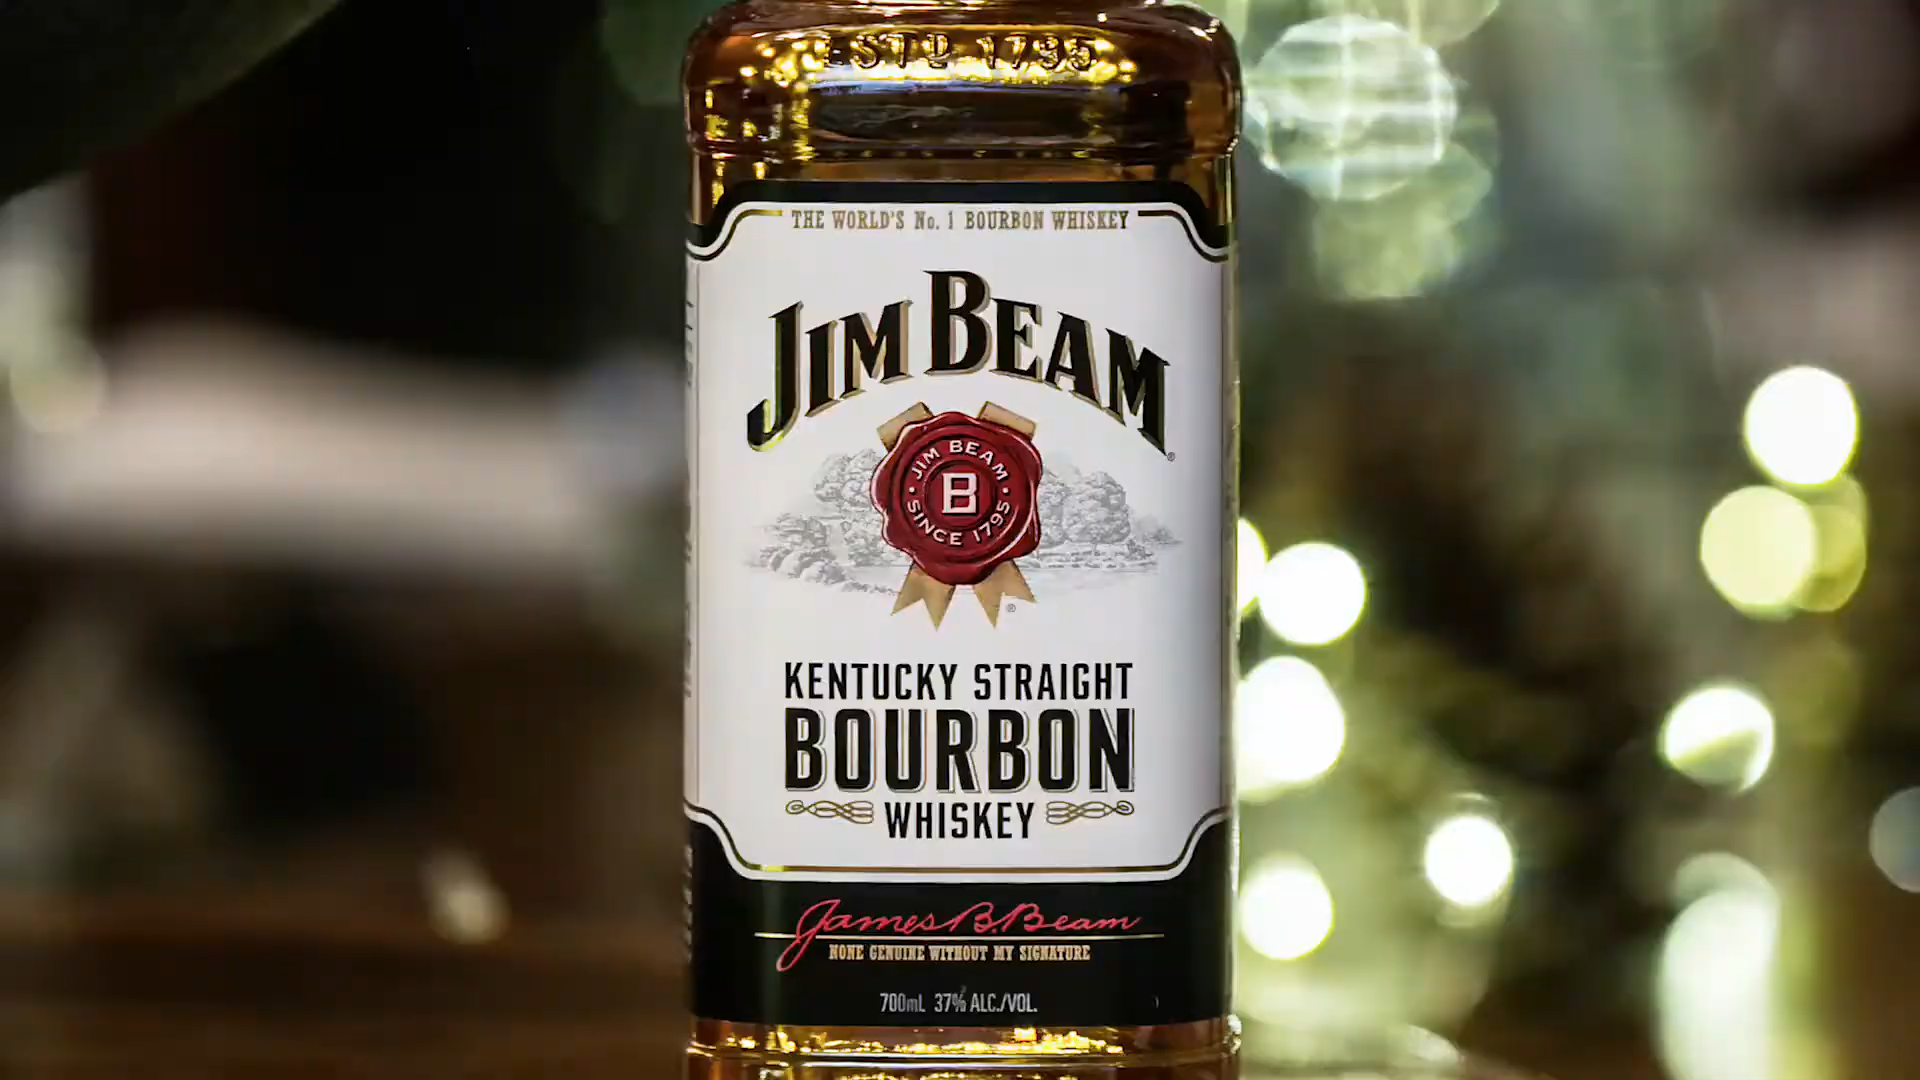 ESTD 1795
THE WORLD'S No. 1 BOURBON WHISKEY
JIM BEAM
®
JIM BEAM
B
SINCE 1795
®
KENTUCKY STRAIGHT
BOURBON
WHISKEY
James B. Beam
NONE GENUINE WITHOUT MY SIGNATURE
700mL 37% ALC./VOL.